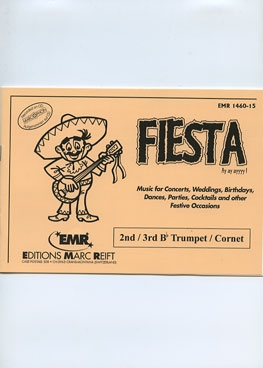 EMR 1460-15
FIESTA
Music for Concerts, Weddings, Birthdays,
Dances, Parties, Cocktails and other
Festive Occasions
EMR
2nd / 3rd B♭ Trumpet / Cornet
EDITIONS MARC REIFT